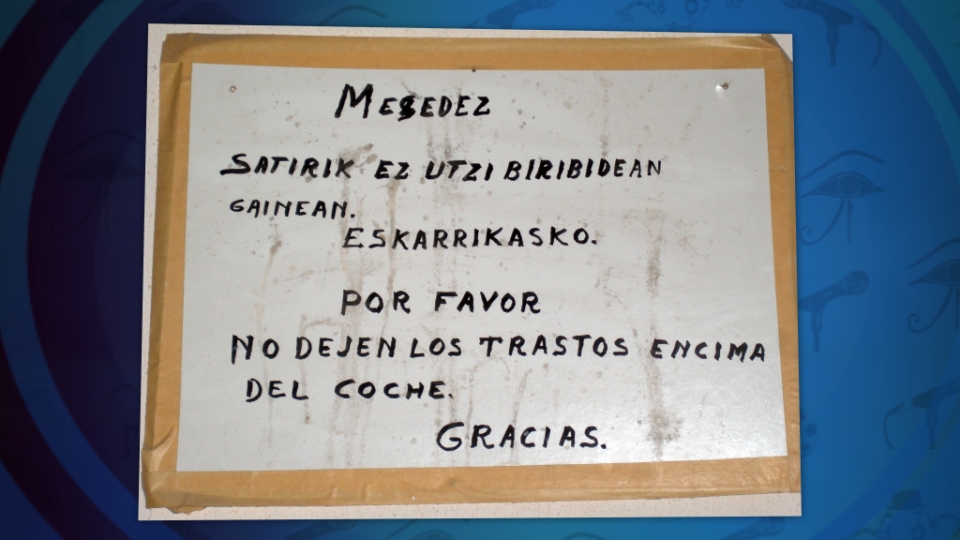 MESEDEZ
SATIRIK EZ UTZI BIRIBIDEAN
GAINEAN.
ESKARRIKASKO.
POR FAVOR
NO DEJEN LOS TRASTOS ENCIMA
DEL COCHE.
GRACIAS.